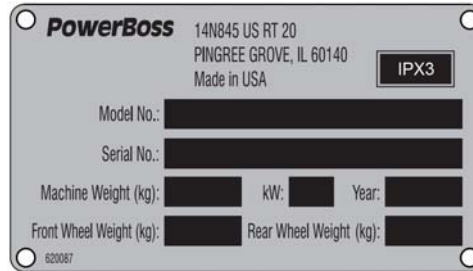 PowerBoss 14N845 US RT 20
PINGREE GROVE, IL 60140
Made in USA
IPX3
Model No.:
Serial No.:
Machine Weight (kg): kW: Year:
Front Wheel Weight (kg): Rear Wheel Weight (kg):
620087